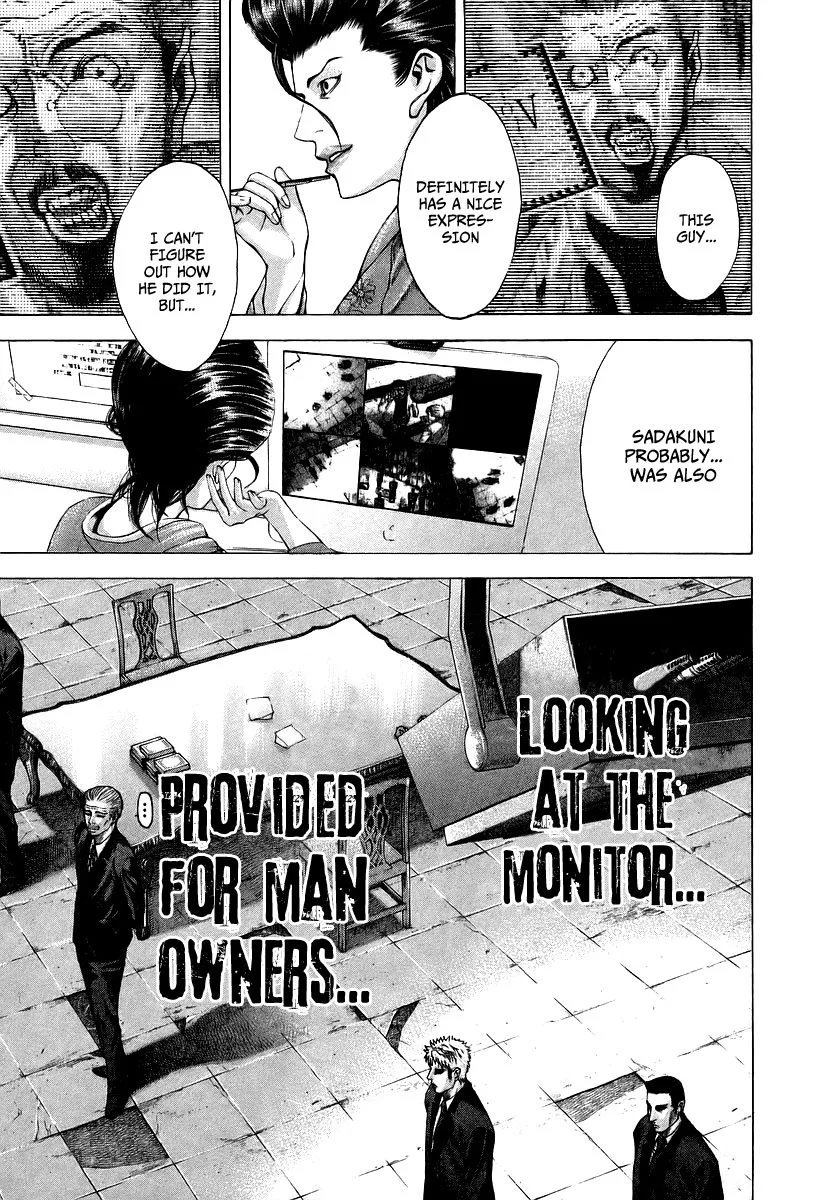 THIS
GUY...
DEFINITELY
HAS A NICE
EXPRES-
SION
I CAN'T
FIGURE
OUT HOW
HE DID IT,
BUT...
SADAKUNI
PROBABLY...
WAS ALSO
LOOKING
AT THE
MONITOR...
PROVIDED
FOR MAN
OWNERS...
...